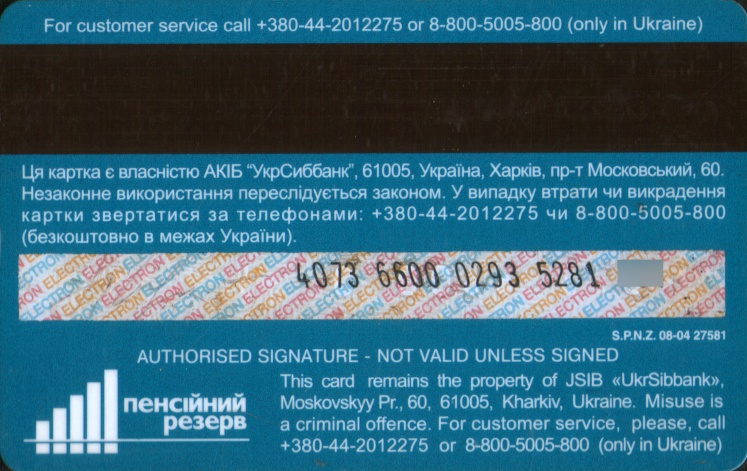 For customer service call +380-44-2012275 or 8-800-5005-800 (only in Ukraine)
Ця картка є власністю АКІБ "УкрСиббанк", 61005, Україна, Харків, пр-т Московський, 60.
Незаконне використання переслідується законом. У випадку втрати чи викрадення
картки звертатися за телефонами: +380-44-2012275 чи 8-800-5005-800
(безкоштовно в межах України).
ELECTRON ELECTRON ELECTRON
4073 6600 0293 5281
S.P.N.Z. 08-04 27581
AUTHORISED SIGNATURE - NOT VALID UNLESS SIGNED
пенсійний
резерв
This card remains the property of JSIB «UkrSibbank»,
Moskovskyy Pr., 60, 61005, Kharkiv, Ukraine. Misuse is
a criminal offence. For customer service, please, call
+380-44-2012275 or 8-800-5005-800 (only in Ukraine)